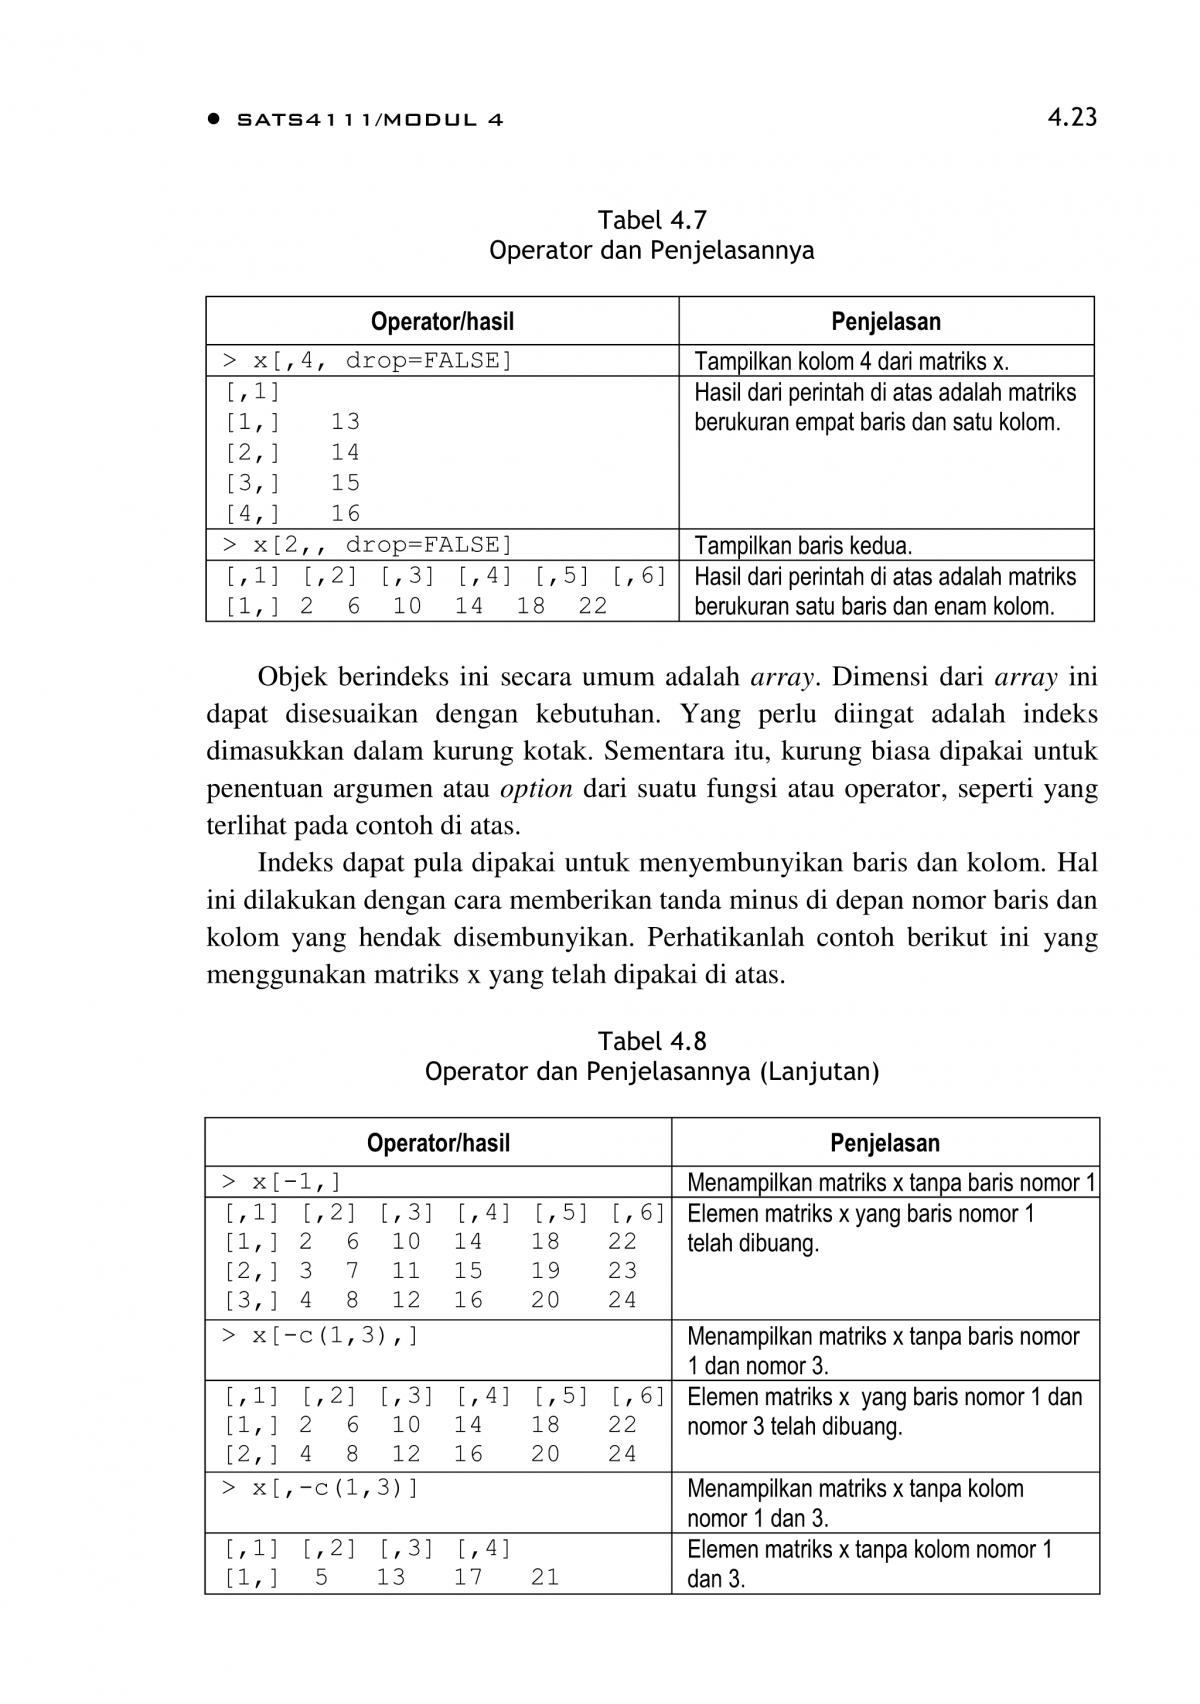 ● SATS4111/MODUL 4 4.23
Tabel 4.7
Operator dan Penjelasannya
Operator/hasil Penjelasan
> x[,4, drop=FALSE] Tampilkan kolom 4 dari matriks x.
[,1] Hasil dari perintah di atas adalah matriks
[1,] 13 berukuran empat baris dan satu kolom.
[2,] 14
[3,] 15
[4,] 16
> x[2,, drop=FALSE] Tampilkan baris kedua.
[,1] [,2] [,3] [,4] [,5] [,6] Hasil dari perintah di atas adalah matriks
[1,] 2 6 10 14 18 22 berukuran satu baris dan enam kolom.
Objek berindeks ini secara umum adalah array. Dimensi dari array ini
dapat disesuaikan dengan kebutuhan. Yang perlu diingat adalah indeks
dimasukkan dalam kurung kotak. Sementara itu, kurung biasa dipakai untuk
penentuan argumen atau option dari suatu fungsi atau operator, seperti yang
terlihat pada contoh di atas.
Indeks dapat pula dipakai untuk menyembunyikan baris dan kolom. Hal
ini dilakukan dengan cara memberikan tanda minus di depan nomor baris dan
kolom yang hendak disembunyikan. Perhatikanlah contoh berikut ini yang
menggunakan matriks x yang telah dipakai di atas.
Tabel 4.8
Operator dan Penjelasannya (Lanjutan)
Operator/hasil Penjelasan
> x[-1,] Menampilkan matriks x tanpa baris nomor 1
[,1] [,2] [,3] [,4] [,5] [,6] Elemen matriks x yang baris nomor 1
[1,] 2 6 10 14 18 22 telah dibuang.
[2,] 3 7 11 15 19 23
[3,] 4 8 12 16 20 24
> x[-c(1,3),] Menampilkan matriks x tanpa baris nomor
1 dan nomor 3.
[,1] [,2] [,3] [,4] [,5] [,6] Elemen matriks x yang baris nomor 1 dan
[1,] 2 6 10 14 18 22 nomor 3 telah dibuang.
[2,] 4 8 12 16 20 24
> x[,-c(1,3)] Menampilkan matriks x tanpa kolom
nomor 1 dan 3.
[,1] [,2] [,3] [,4] Elemen matriks x tanpa kolom nomor 1
[1,] 5 13 17 21 dan 3.